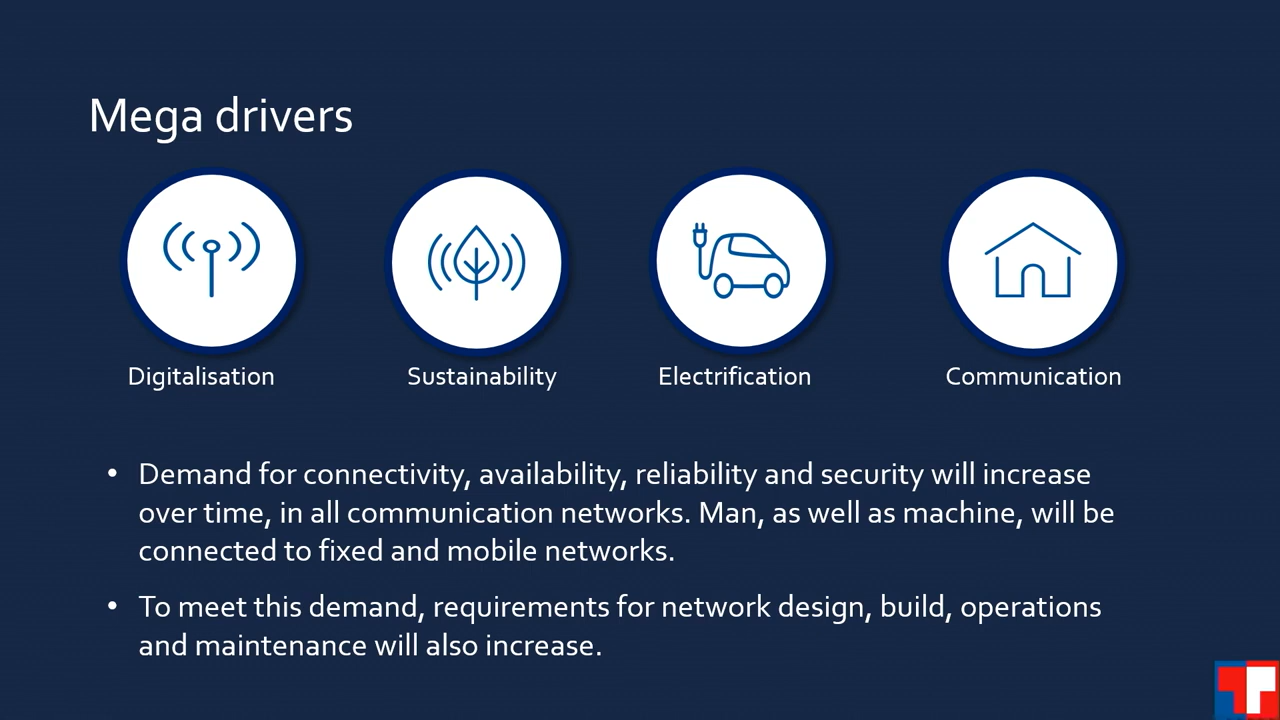 Mega drivers
Digitalisation
Sustainability
Electrification
Communication
• Demand for connectivity, availability, reliability and security will increase
over time, in all communication networks. Man, as well as machine, will be
connected to fixed and mobile networks.
• To meet this demand, requirements for network design, build, operations
and maintenance will also increase.